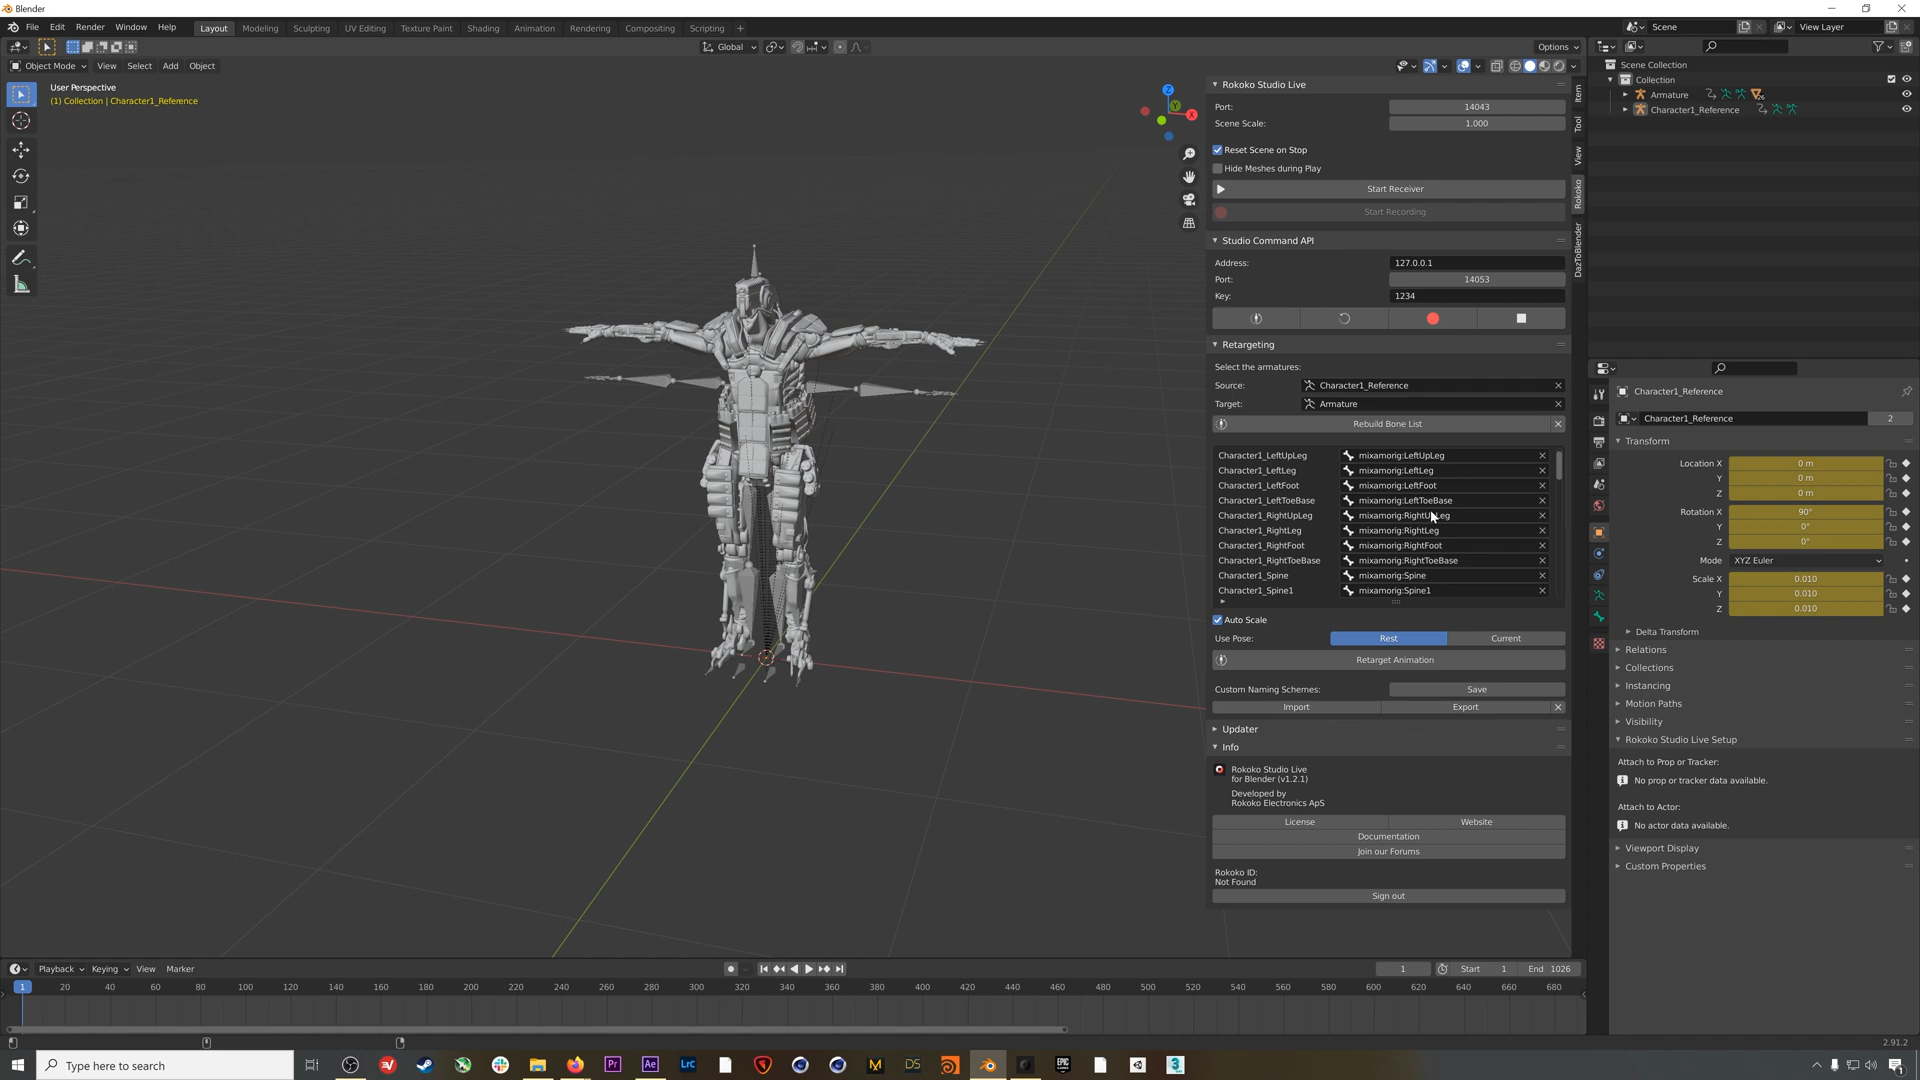 Blender
File Edit Render Window Help
Layout Modeling Sculpting UV Editing Texture Paint Shading Animation Rendering Compositing Scripting +
Scene
View Layer
Global
Options
Object Mode View Select Add Object
User Perspective
(1) Collection | Character1_Reference
Z
Y
X
Rokoko Studio Live
Port: 14043
Scene Scale: 1.000
Reset Scene on Stop
Hide Meshes during Play
Start Receiver
Start Recording
Studio Command API
Address: 127.0.0.1
Port: 14053
Key: 1234
Retargeting
Select the armatures:
Source: Character1_Reference
Target: Armature
Rebuild Bone List
Character1_LeftUpLeg mixamorig:LeftUpLeg
Character1_LeftLeg mixamorig:LeftLeg
Character1_LeftFoot mixamorig:LeftFoot
Character1_LeftToeBase mixamorig:LeftToeBase
Character1_RightUpLeg mixamorig:RightUpLeg
Character1_RightLeg mixamorig:RightLeg
Character1_RightFoot mixamorig:RightFoot
Character1_RightToeBase mixamorig:RightToeBase
Character1_Spine mixamorig:Spine
Character1_Spine1 mixamorig:Spine1
Auto Scale
Use Pose: Rest Current
Retarget Animation
Custom Naming Schemes: Save
Import Export
Updater
Info
Rokoko Studio Live
for Blender (v1.2.1)
Developed by
Rokoko Electronics ApS
License Website
Documentation
Join our Forums
Rokoko ID:
Not Found
Sign out
Item
Tool
View
Rokoko
DazToBlender
Scene Collection
Collection
Armature
Character1_Reference
Character1_Reference
Character1_Reference 2
Transform
Location X 0 m
Y 0 m
Z 0 m
Rotation X 90°
Y 0°
Z 0°
Mode XYZ Euler
Scale X 0.010
Y 0.010
Z 0.010
Delta Transform
Relations
Collections
Instancing
Motion Paths
Visibility
Rokoko Studio Live Setup
Attach to Prop or Tracker:
No prop or tracker data available.
Attach to Actor:
No actor data available.
Viewport Display
Custom Properties
Playback Keying View Marker
1 Start 1 End 1026
1 20 40 60 80 100 120 140 160 180 200 220 240 260 280 300 320 340 360 380 400 420 440 460 480 500 520 540 560 580 600 620 640 660 680
2.91.2
Type here to search
Pr Ae LrC M DS EPIC GAMES 3